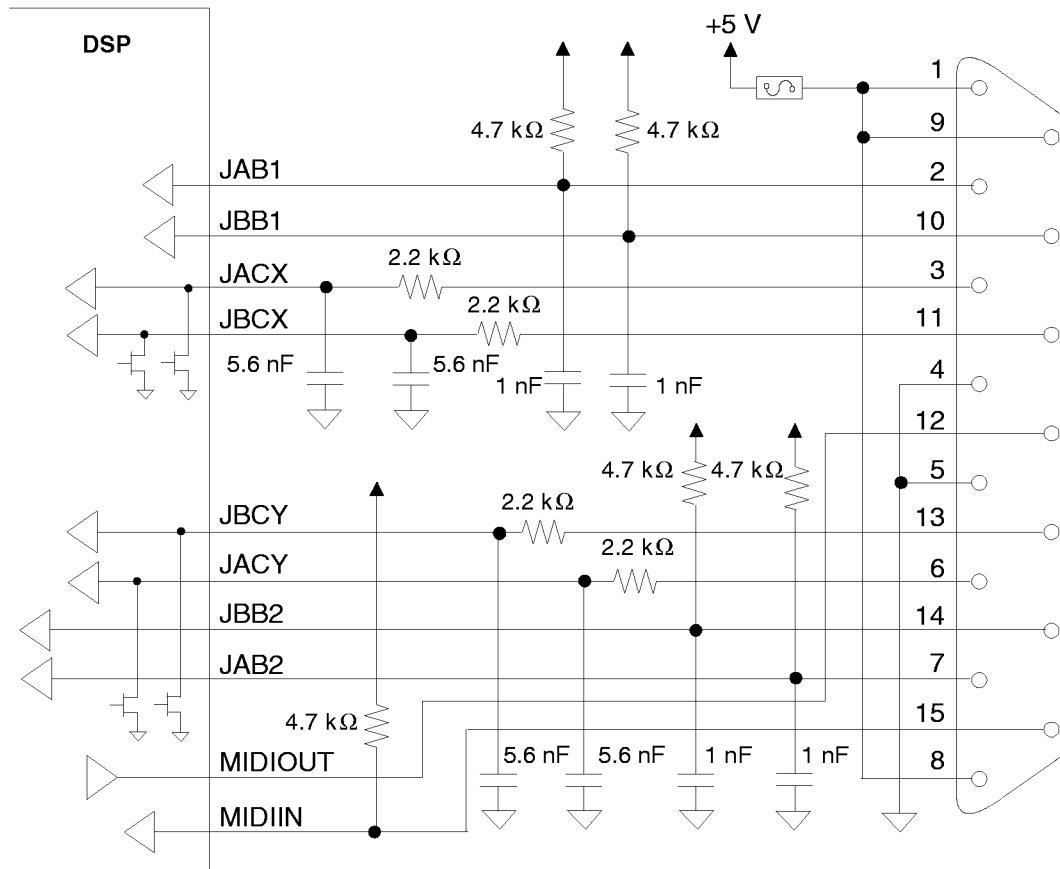 DSP
+5 V
1
9
4.7 kΩ
4.7 kΩ
JAB1
2
JBB1
10
2.2 kΩ
JACX
3
2.2 kΩ
JBCX
11
5.6 nF
5.6 nF
1 nF
1 nF
4
12
4.7 kΩ
4.7 kΩ
5
2.2 kΩ
JBCY
13
2.2 kΩ
JACY
6
JBB2
14
JAB2
7
4.7 kΩ
15
MIDIOUT
5.6 nF
5.6 nF
1 nF
1 nF
8
MIDIIN